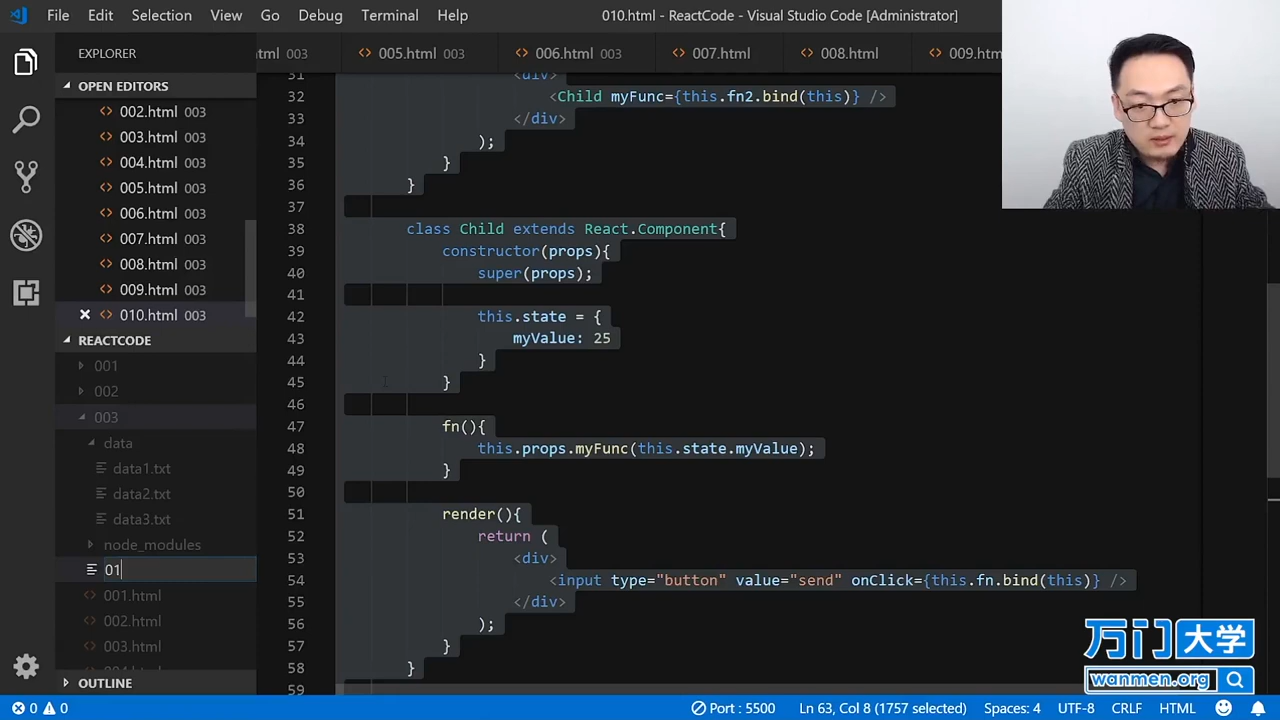 File Edit Selection View Go Debug Terminal Help
010.html - ReactCode - Visual Studio Code [Administrator]
EXPLORER
OPEN EDITORS
002.html 003
003.html 003
004.html 003
005.html 003
006.html 003
007.html 003
008.html 003
009.html 003
010.html 003
REACTCODE
001
002
003
data
data1.txt
data2.txt
data3.txt
node_modules
01
001.html
002.html
003.html
OUTLINE
html 003 005.html 003 006.html 003 007.html 008.html 009.htm
31 <div>
32 <Child myFunc={this.fn2.bind(this)} />
33 </div>
34 );
35 }
36 }
37
38 class Child extends React.Component{
39 constructor(props){
40 super(props);
41
42 this.state = {
43 myValue: 25
44 }
45 }
46
47 fn(){
48 this.props.myFunc(this.state.myValue);
49 }
50
51 render(){
52 return (
53 <div>
54 <input type="button" value="send" onClick={this.fn.bind(this)} />
55 </div>
56 );
57 }
58 }
59
万门大学
wanmen.org
0 0
Port : 5500 Ln 63, Col 8 (1757 selected) Spaces: 4 UTF-8 CRLF HTML